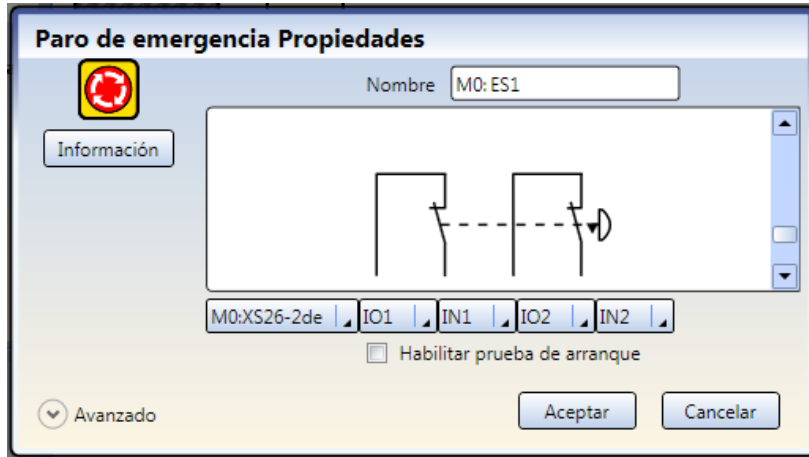 Paro de emergencia Propiedades
Nombre M0: ES1
Información
M0:XS26-2de IO1 IN1 IO2 IN2
Habilitar prueba de arranque
Avanzado Aceptar Cancelar